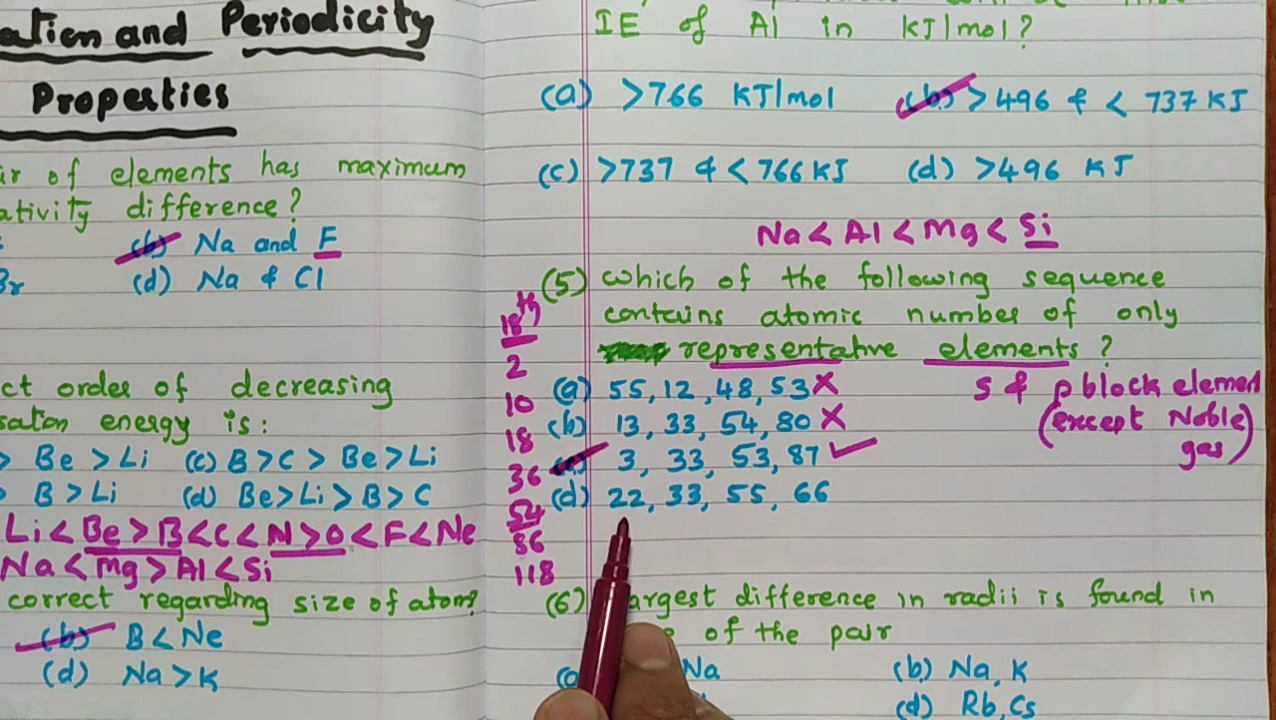 ation and Periodicity
Properties
ir of elements has maximum
ativity difference?
(b) Na and F
Br (d) Na & Cl
ct order of decreasing
isation energy is:
> Be > Li (c) B > C > Be > Li
> B > Li (d) Be > Li > B > C
Li < Be > B < C < N > O < F < Ne
Na < Mg > Al < Si
correct regarding size of atom?
(b) B < Ne
(d) Na > K
IE of Al in kJ/mol?
(a) > 766 KJ/mol (b) > 496 & < 737 KJ
(c) > 737 & < 766 KJ (d) > 496 KJ
Na < Al < Mg < Si
(5) which of the following sequence
contains atomic number of only
representative elements?
(a) 55, 12, 48, 53 X
(b) 13, 33, 54, 80 X
(c) 3, 33, 53, 87 ✓
(d) 22, 33, 55, 66
s & p block element
(except Noble
gas)
18th
2
10
18
36
54
86
118
(6) Largest difference in radii is found in
of the pair
(a) Na (b) Na, K
(d) Rb, Cs